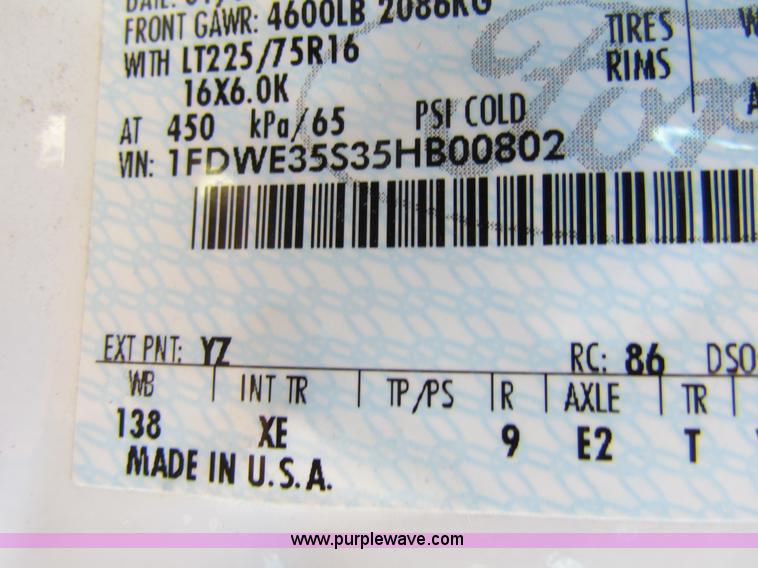 FRONT GAWR: 4600LB 2086KG
WITH LT225/75R16 TIRES
16X6.0K RIMS
AT 450 kPa/65 PSI COLD
VIN: 1FDWE35S35HB00802
Ford
EXT PNT: YZ RC: 86 DSO
WB INT TR TP/PS R AXLE TR
138 XE 9 E2 T
MADE IN U.S.A.
www.purplewave.com